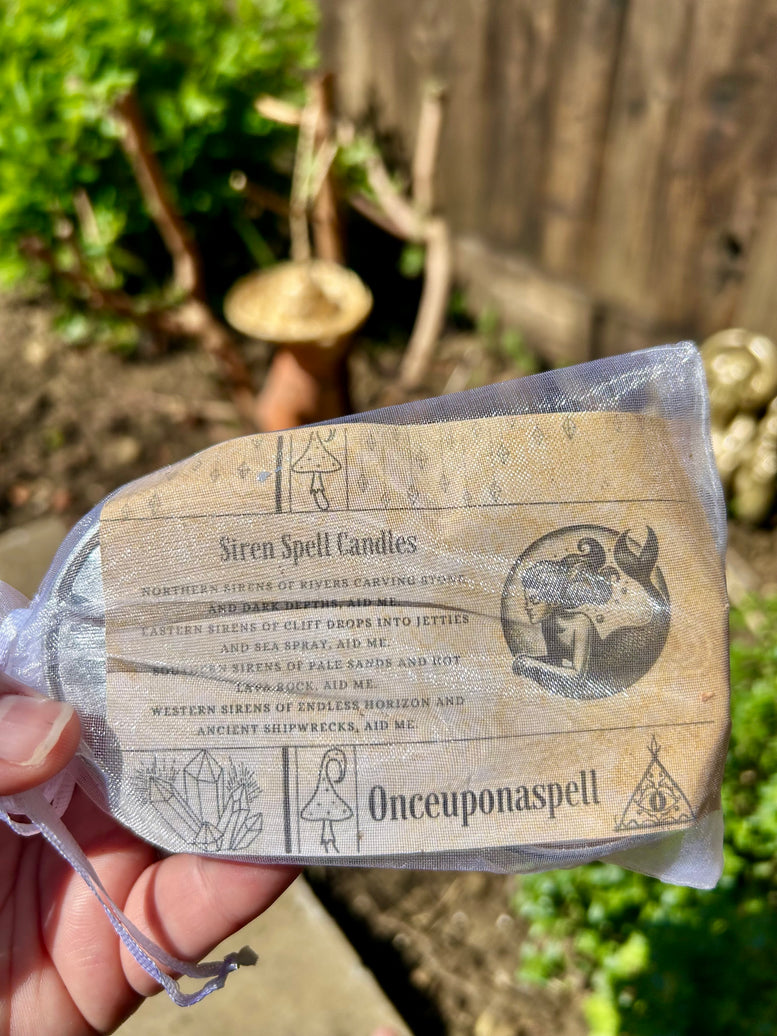 Siren Spell Candles
NORTHERN SIRENS OF RIVERS CARVING STONE
AND DARK DEPTHS, AID ME.
EASTERN SIRENS OF CLIFF DROPS INTO JETTIES
AND SEA SPRAY, AID ME.
SOUTHERN SIRENS OF PALE SANDS AND HOT
LAVA ROCK, AID ME.
WESTERN SIRENS OF ENDLESS HORIZON AND
ANCIENT SHIPWRECKS, AID ME.
Onceuponaspell